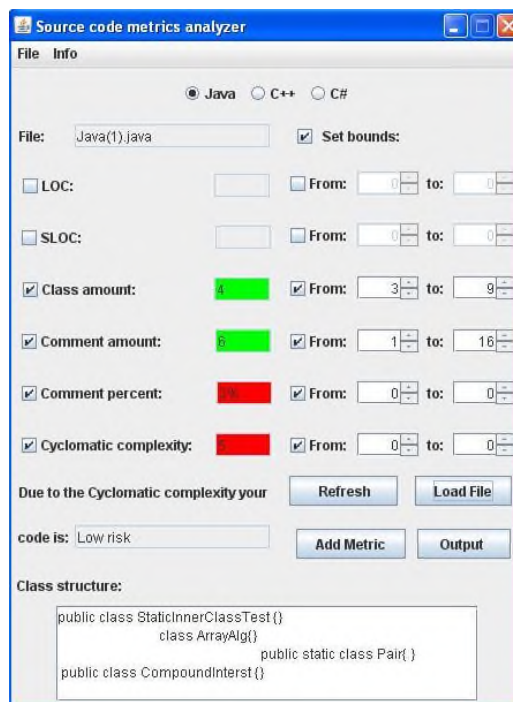 Source code metrics analyzer
File Info
Java C++ C#
File: Java(1).java Set bounds:
LOC: From: 0 to: 0
SLOC: From: 0 to: 0
Class amount: 4 From: 3 to: 9
Comment amount: 6 From: 1 to: 16
Comment percent: From: 0 to: 0
Cyclomatic complexity: 5 From: 0 to: 0
Due to the Cyclomatic complexity your Refresh Load File
code is: Low risk Add Metric Output
Class structure:
public class StaticInnerClassTest{}
class ArrayAlg{}
public static class Pair{ }
public class CompoundInterst{}